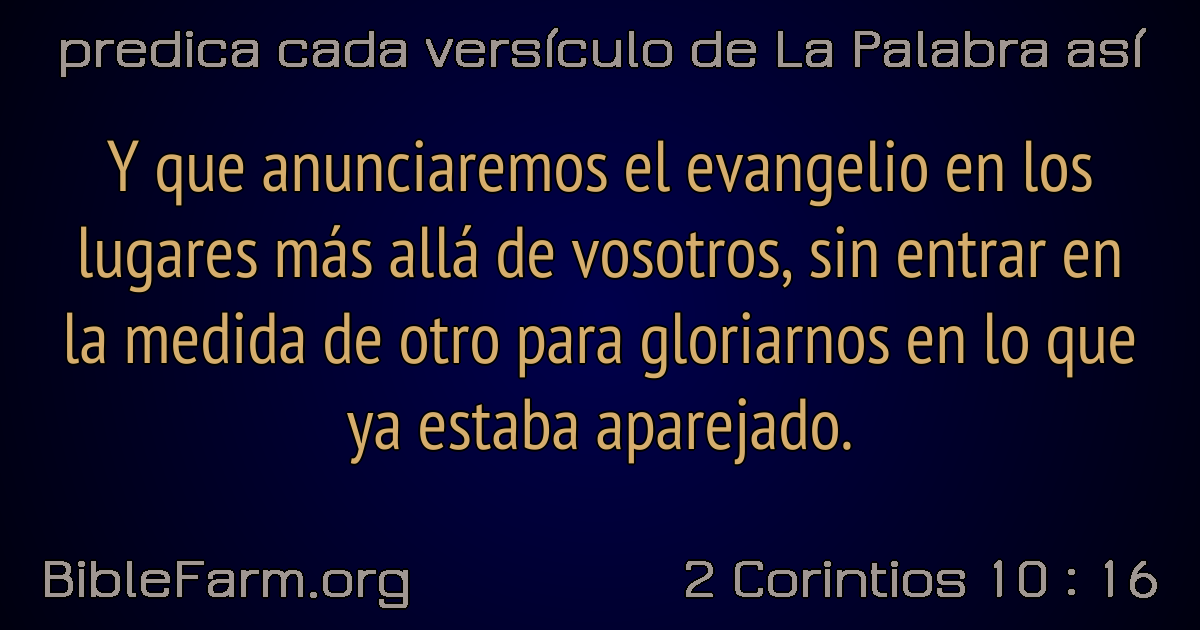 predica cada versículo de La Palabra así
Y que anunciaremos el evangelio en los
lugares más allá de vosotros, sin entrar en
la medida de otro para gloriarnos en lo que
ya estaba aparejado.
BibleFarm.org
2 Corintios 10 : 16